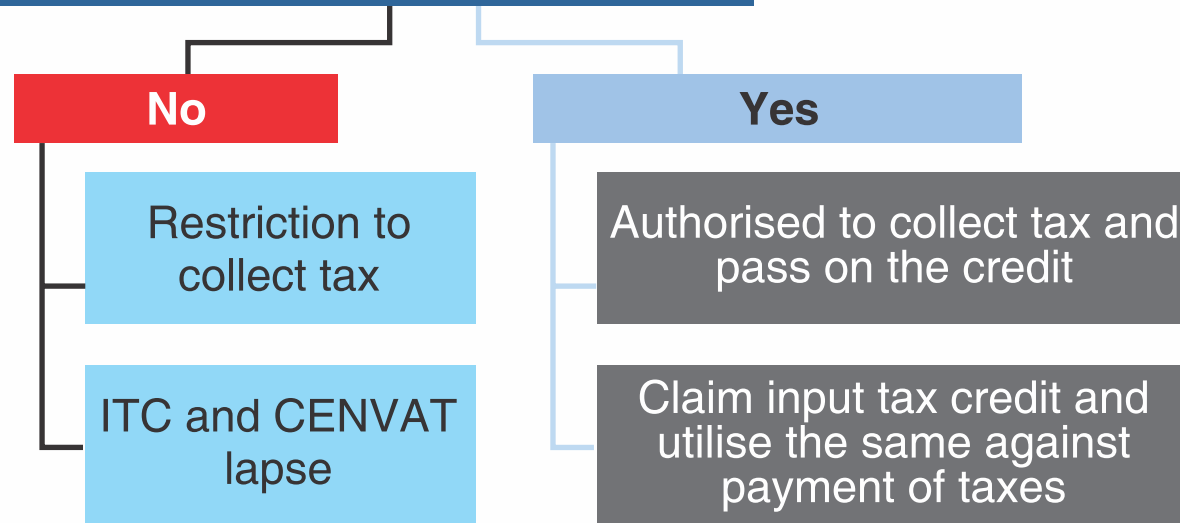 No
Restriction to
collect tax
ITC and CENVAT
lapse
Yes
Authorised to collect tax and
pass on the credit
Claim input tax credit and
utilise the same against
payment of taxes